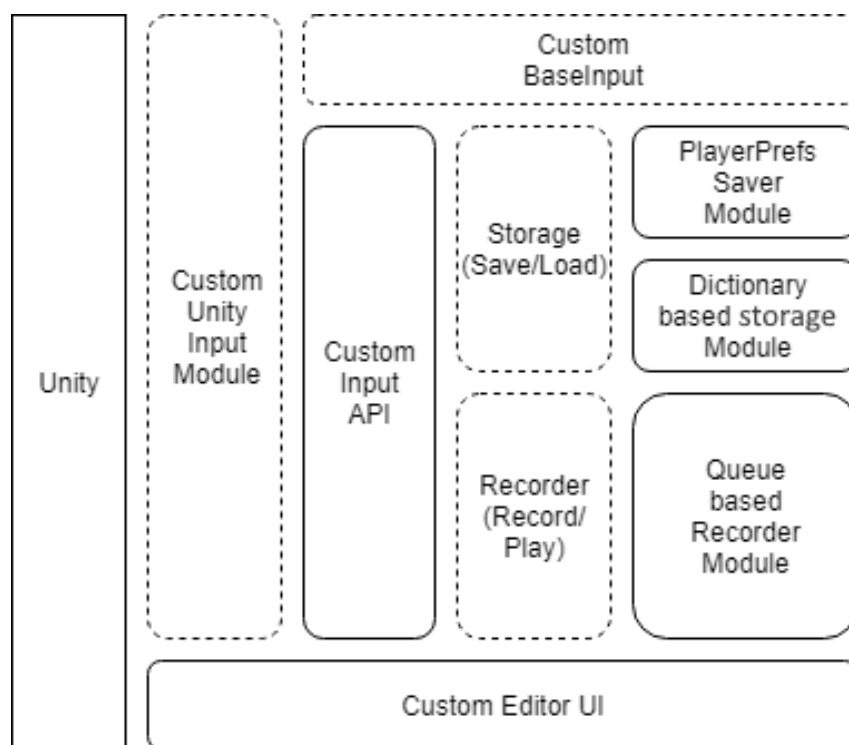 Unity
Custom
Unity
Input
Module
Custom
BaseInput
Custom
Input
API
Storage
(Save/Load)
Recorder
(Record/
Play)
PlayerPrefs
Saver
Module
Dictionary
based storage
Module
Queue
based
Recorder
Module
Custom Editor UI